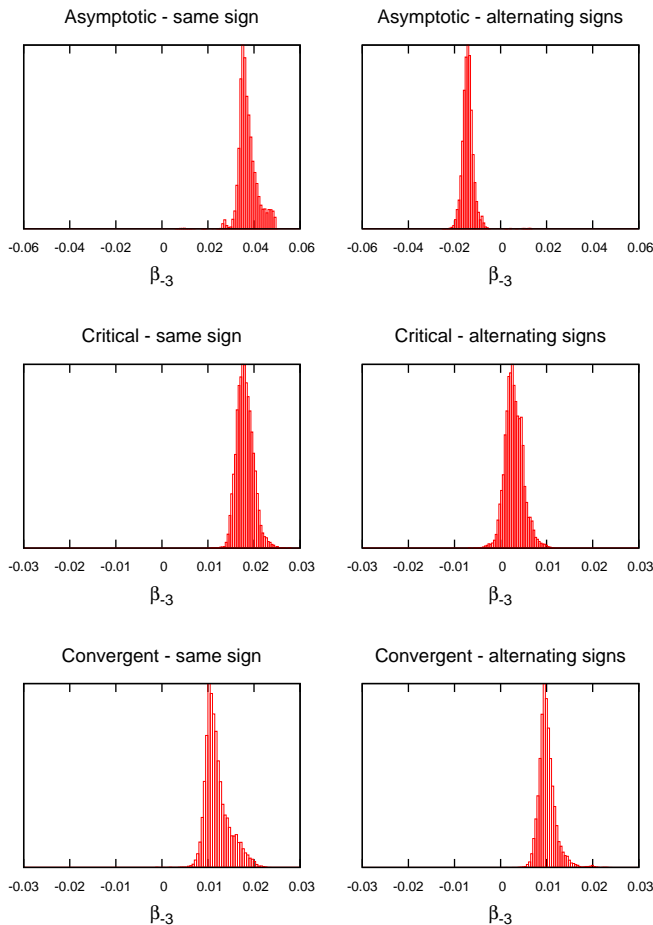 Asymptotic - same sign
Asymptotic - alternating signs
-0.06 -0.04 -0.02 0 0.02 0.04 0.06
-0.06 -0.04 -0.02 0 0.02 0.04 0.06
β-3
β-3
Critical - same sign
Critical - alternating signs
-0.03 -0.02 -0.01 0 0.01 0.02 0.03
-0.03 -0.02 -0.01 0 0.01 0.02 0.03
β-3
β-3
Convergent - same sign
Convergent - alternating signs
-0.03 -0.02 -0.01 0 0.01 0.02 0.03
-0.03 -0.02 -0.01 0 0.01 0.02 0.03
β-3
β-3